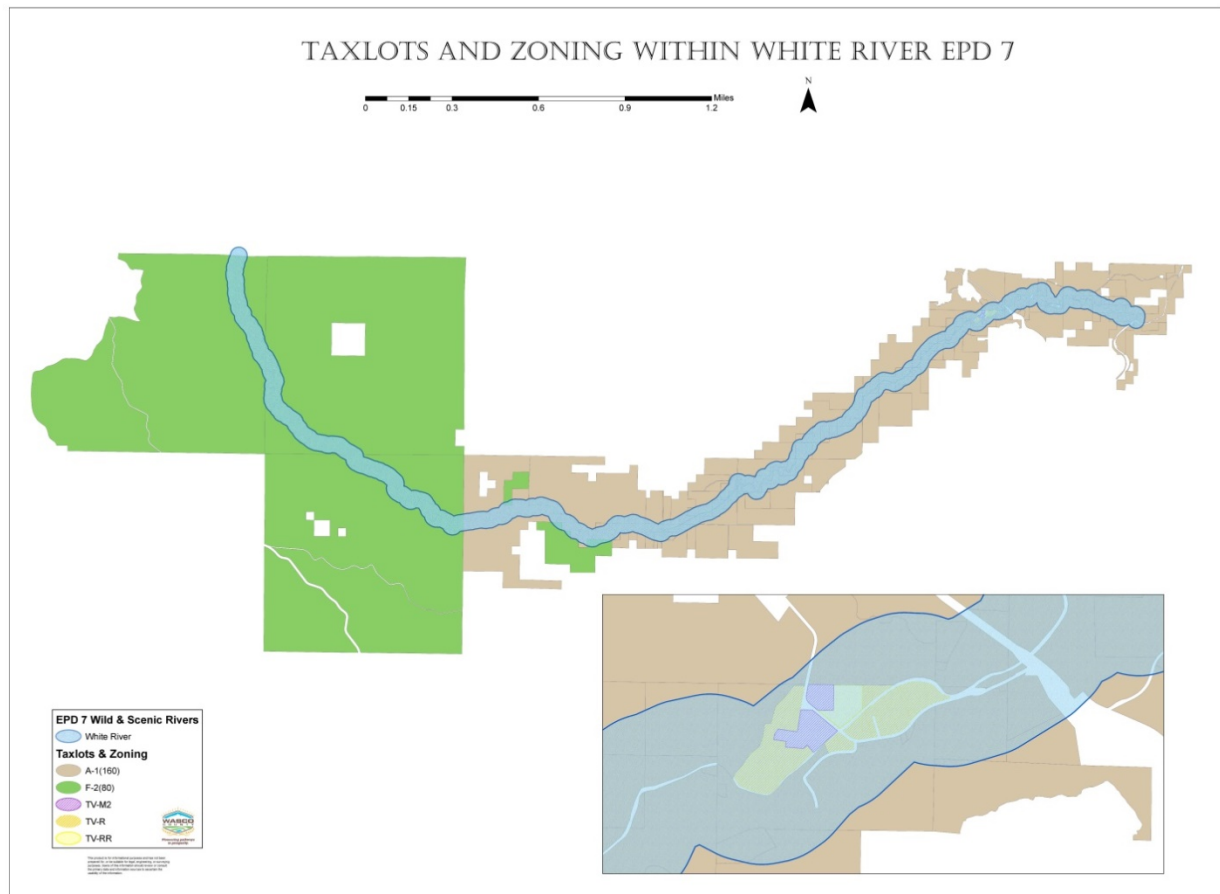 TAXLOTS AND ZONING WITHIN WHITE RIVER EPD 7
N
Miles
0 0.15 0.3 0.6 0.9 1.2
EPD 7 Wild & Scenic Rivers
White River
Taxlots & Zoning
A-1(160)
F-2(80)
TV-M2
TV-R
TV-RR
WASCO
COUNTY